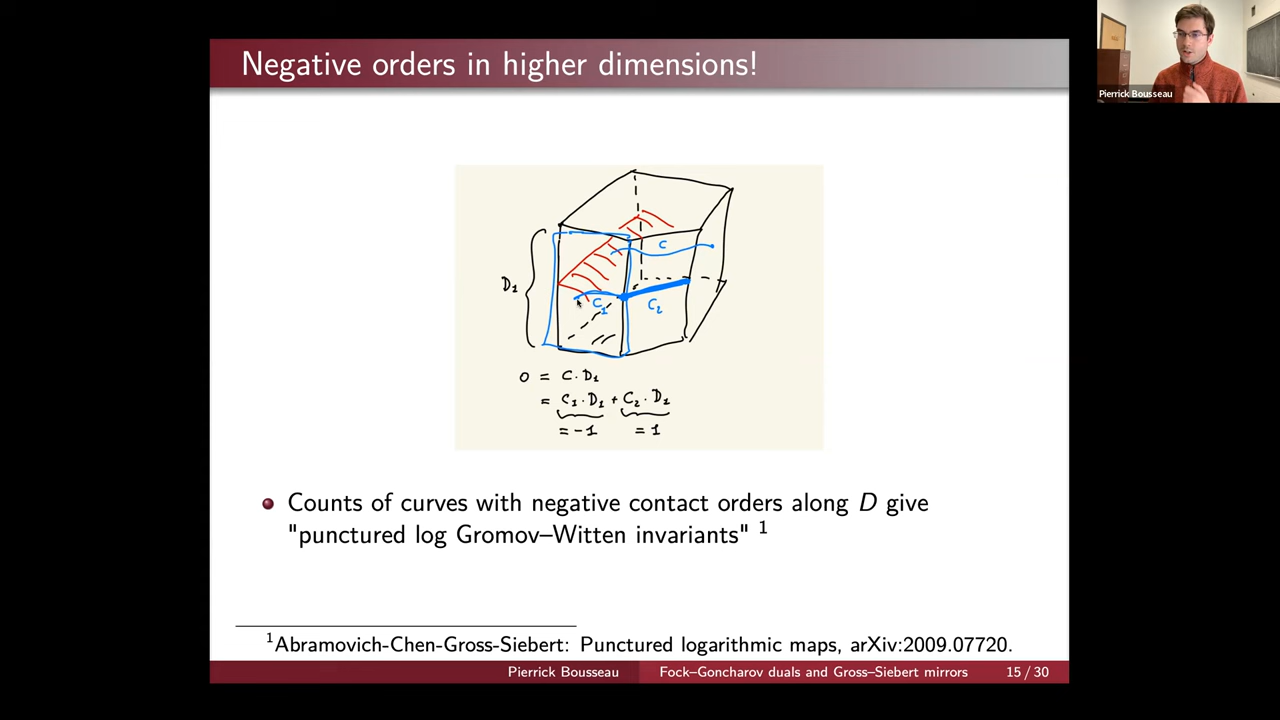 Negative orders in higher dimensions!
Pierrick Bousseau
C
D₁
C₁
C₂
0 = C · D₁
= C₁ · D₁ + C₂ · D₁
= -1 = 1
Counts of curves with negative contact orders along D give
"punctured log Gromov–Witten invariants" ¹
¹Abramovich-Chen-Gross-Siebert: Punctured logarithmic maps, arXiv:2009.07720.
Pierrick Bousseau Fock–Goncharov duals and Gross–Siebert mirrors 15 / 30